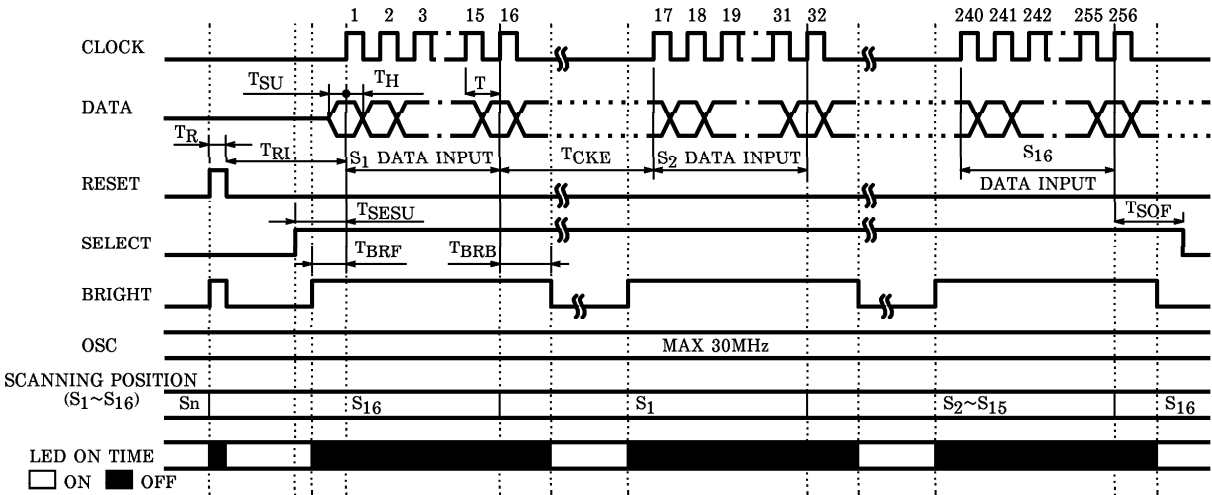 1 2 3 15 16 17 18 19 31 32 240 241 242 255 256
CLOCK
TSU TH T
DATA
TR TRI S1 DATA INPUT TCKE S2 DATA INPUT S16
DATA INPUT
RESET
TSESU TSOF
SELECT
TBRF TBRB
BRIGHT
OSC MAX 30MHz
SCANNING POSITION
(S1~S16) Sn S16 S1 S2~S15 S16
LED ON TIME
ON OFF